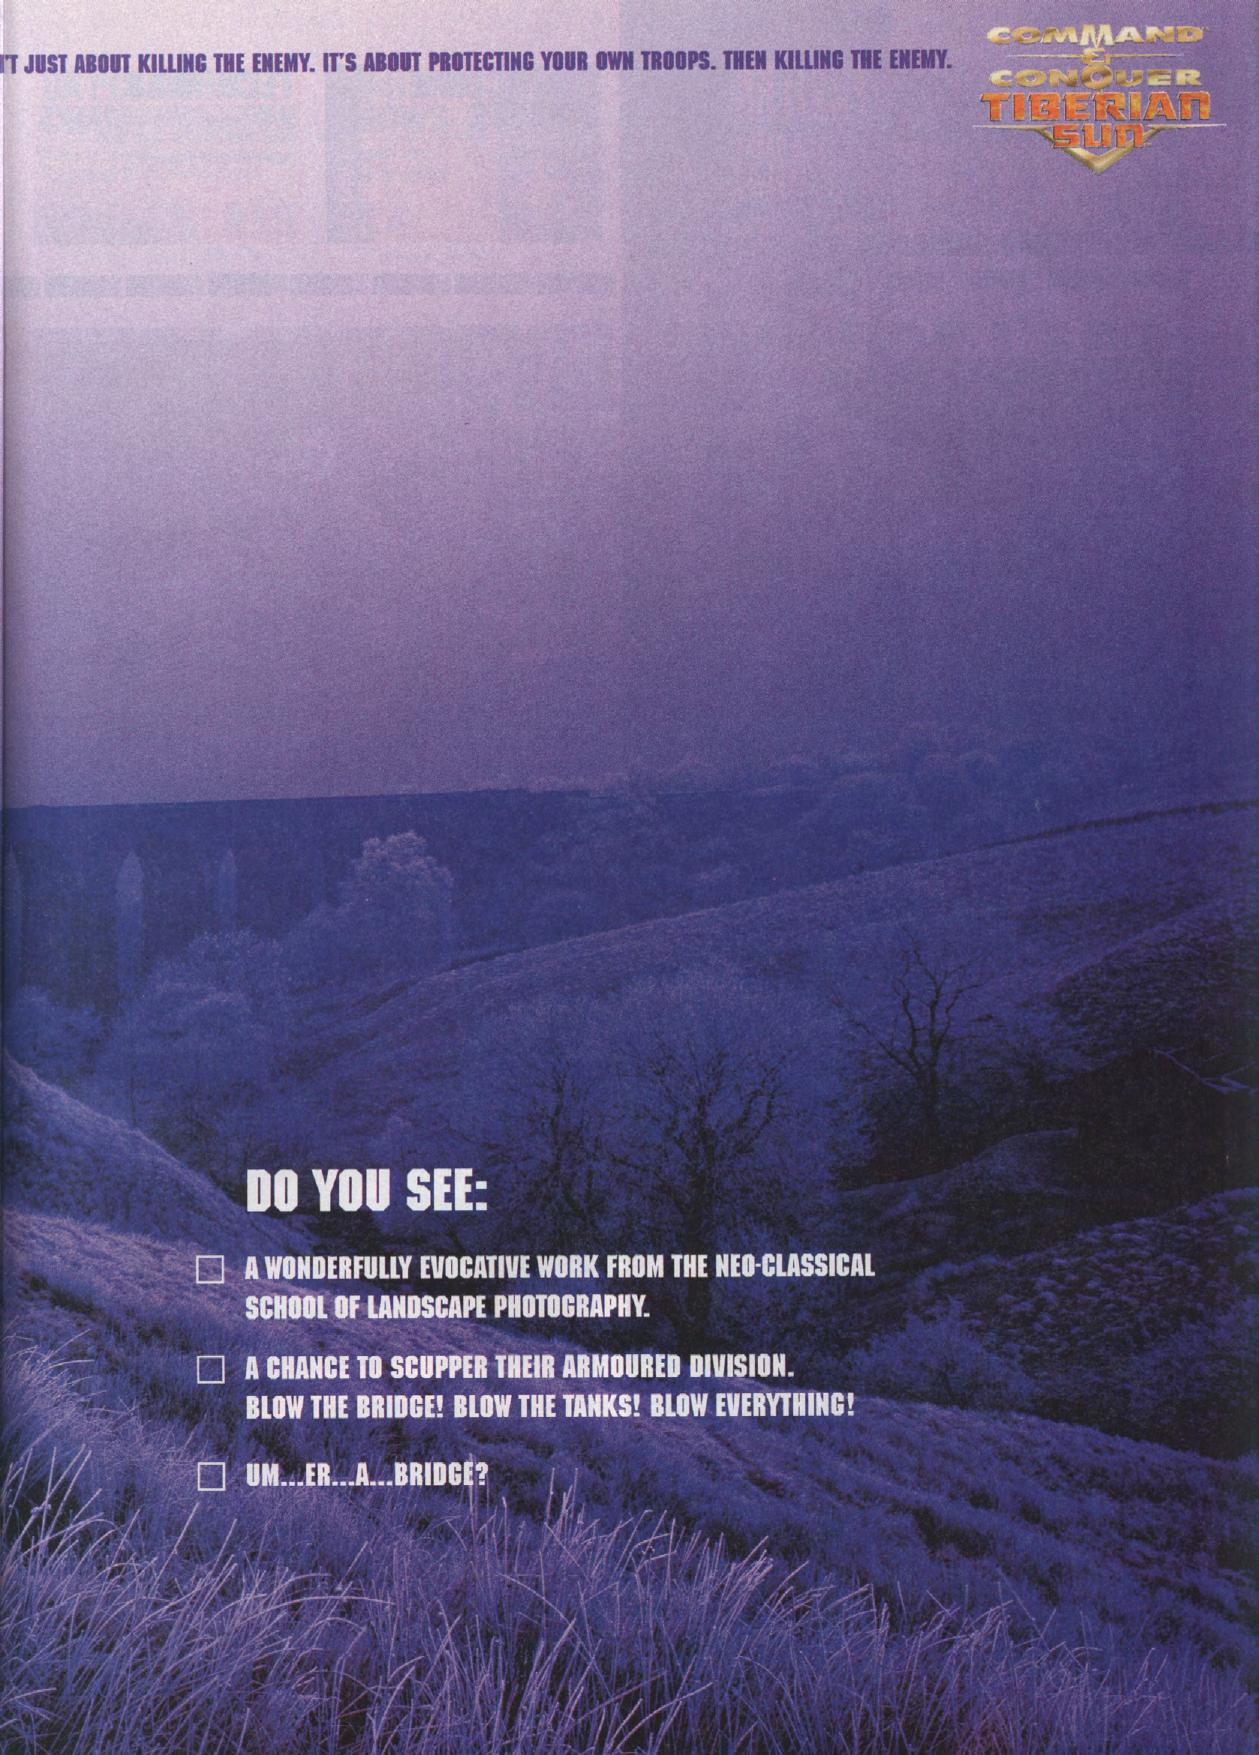 'T JUST ABOUT KILLING THE ENEMY. IT'S ABOUT PROTECTING YOUR OWN TROOPS. THEN KILLING THE ENEMY.
COMMAND
&
CONQUER
TIBERIAN
SUN
DO YOU SEE:
A WONDERFULLY EVOCATIVE WORK FROM THE NEO-CLASSICAL
SCHOOL OF LANDSCAPE PHOTOGRAPHY.
A CHANCE TO SCUPPER THEIR ARMOURED DIVISION.
BLOW THE BRIDGE! BLOW THE TANKS! BLOW EVERYTHING!
UM...ER...A...BRIDGE?